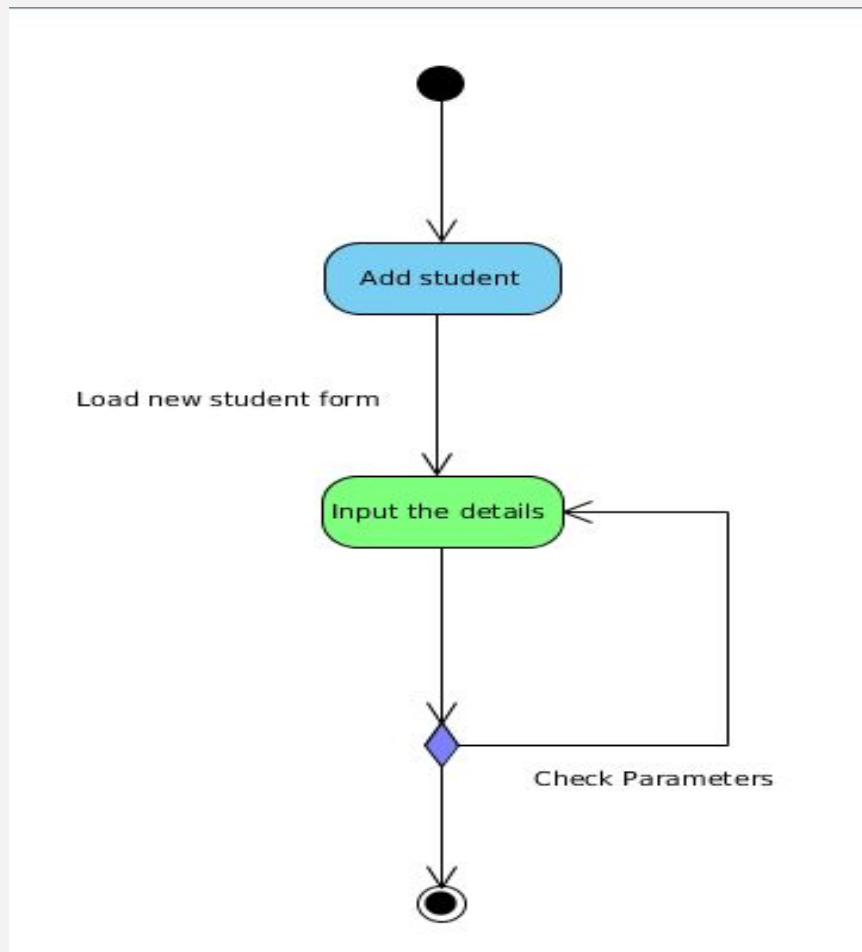 Add student
Load new student form
Input the details
Check Parameters